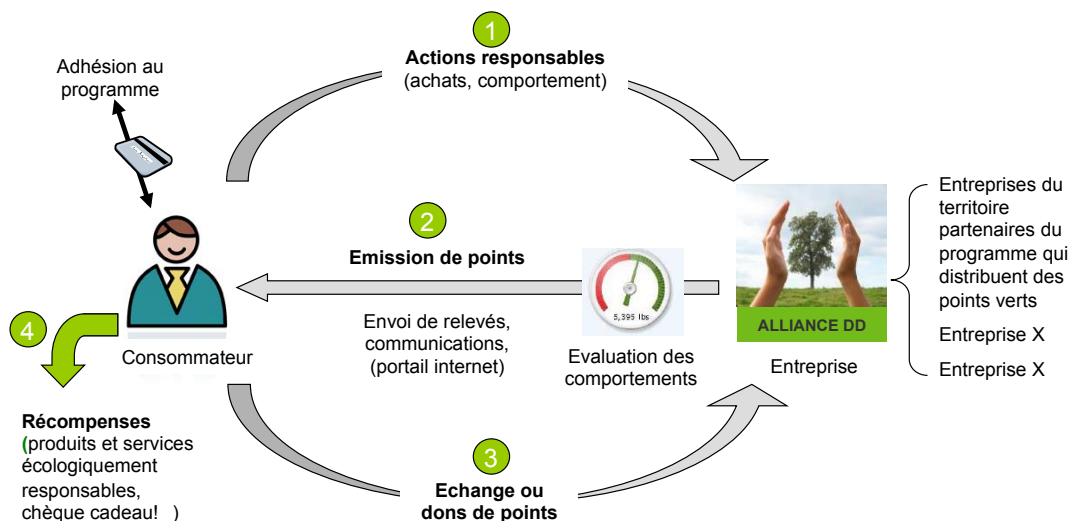 1
Actions responsables
(achats, comportement)
Adhésion au
programme
2
Emission de points
Envoi de relevés,
communications,
(portail internet)
5,395 lbs
Evaluation des
comportements
ALLIANCE DD
Entreprise
Entreprises du
territoire
partenaires du
programme qui
distribuent des
points verts
Entreprise X
Entreprise X
Consommateur
4
Récompenses
(produits et services
écologiquement
responsables,
chèque cadeau! )
3
Echange ou
dons de points